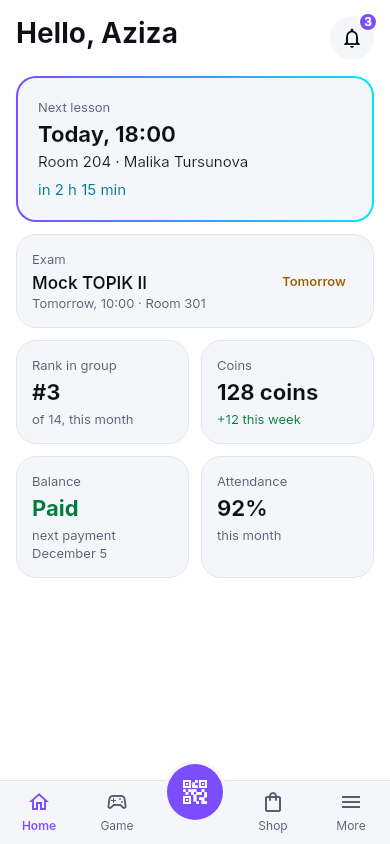 Hello, Aziza
3
Next lesson
Today, 18:00
Room 204 · Malika Tursunova
in 2 h 15 min
Exam
Mock TOPIK II
Tomorrow
Tomorrow, 10:00 · Room 301
Rank in group
#3
of 14, this month
Coins
128 coins
+12 this week
Balance
Paid
next payment
December 5
Attendance
92%
this month
Home
Game
Shop
More